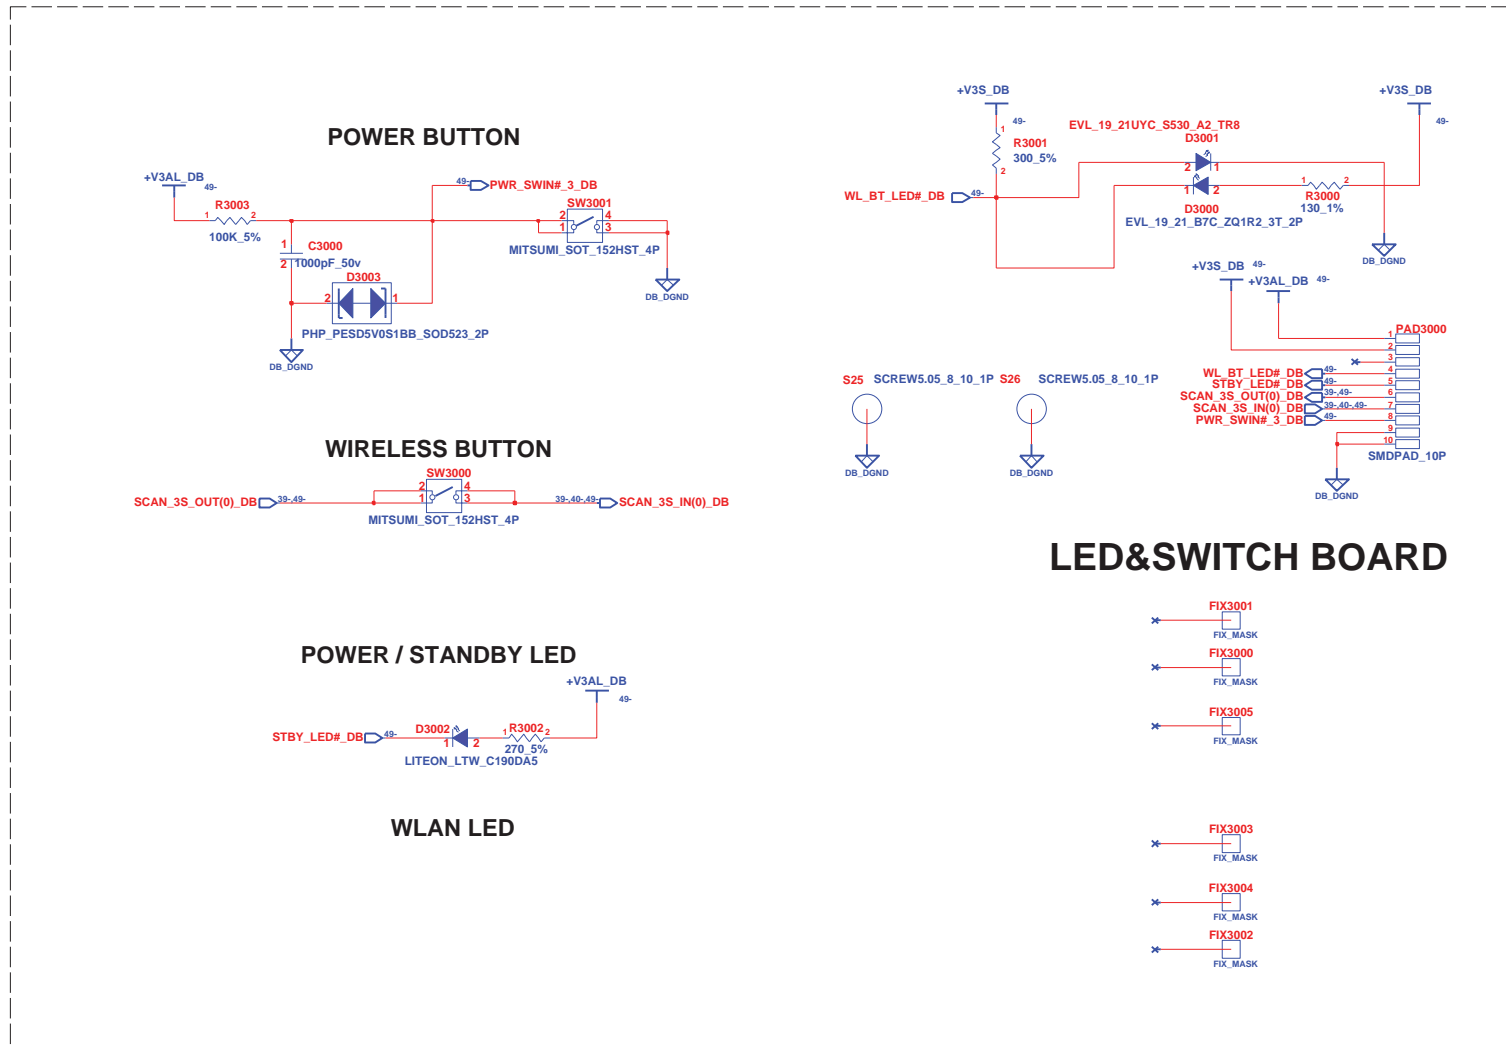 POWER BUTTON
+V3AL_DB
49-
R3003
1 2
100K_5%
49- PWR_SWIN#_3_DB
SW3001
2 4
1 3
MITSUMI_SOT_152HST_4P
DB_DGND
1 C3000
1000pF_50v
2
D3003
2 1
PHP_PESD5V0S1BB_SOD523_2P
DB_DGND
WIRELESS BUTTON
SW3000
2 4
SCAN_3S_OUT(0)_DB 39-,49- 1 3 39-,40-,49- SCAN_3S_IN(0)_DB
MITSUMI_SOT_152HST_4P
POWER / STANDBY LED
+V3AL_DB
49-
STBY_LED#_DB 49-
D3002
1 2
1 R3002 2
270_5%
LITEON_LTW_C190DA5
WLAN LED
+V3S_DB
49-
1
R3001
300_5%
2
EVL_19_21UYC_S530_A2_TR8
D3001
2 1
WL_BT_LED#_DB 49-
1 2
D3000
EVL_19_21_B7C_ZQ1R2_3T_2P
1 2
R3000
130_1%
+V3S_DB
49-
DB_DGND
+V3S_DB 49-
+V3AL_DB 49-
PAD3000
1
2
3
WL_BT_LED#_DB 49- 4
STBY_LED#_DB 49- 5
SCAN_3S_OUT(0)_DB 39-,49- 6
SCAN_3S_IN(0)_DB 39-,40-,49- 7
PWR_SWIN#_3_DB 49- 8
9
10
SMDPAD_10P
DB_DGND
S25 SCREW5.05_8_10_1P
DB_DGND
S26 SCREW5.05_8_10_1P
DB_DGND
LED&SWITCH BOARD
FIX3001
FIX_MASK
FIX3000
FIX_MASK
FIX3005
FIX_MASK
FIX3003
FIX_MASK
FIX3004
FIX_MASK
FIX3002
FIX_MASK